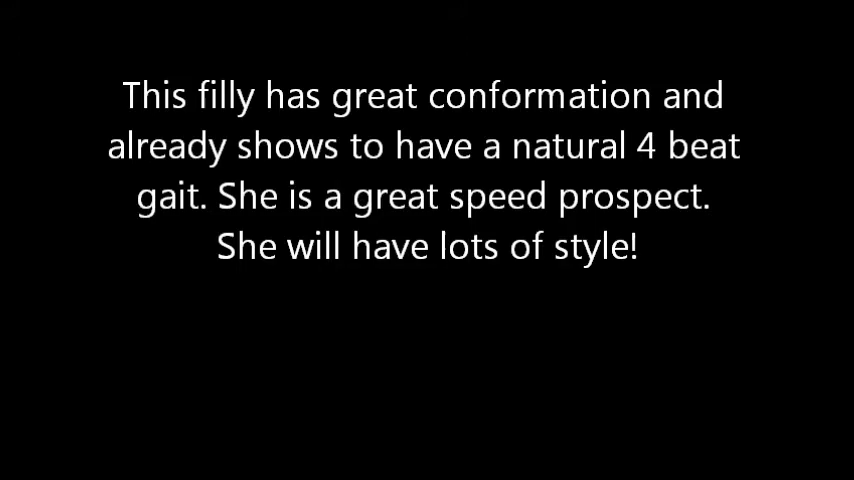 This filly has great conformation and
already shows to have a natural 4 beat
gait. She is a great speed prospect.
She will have lots of style!